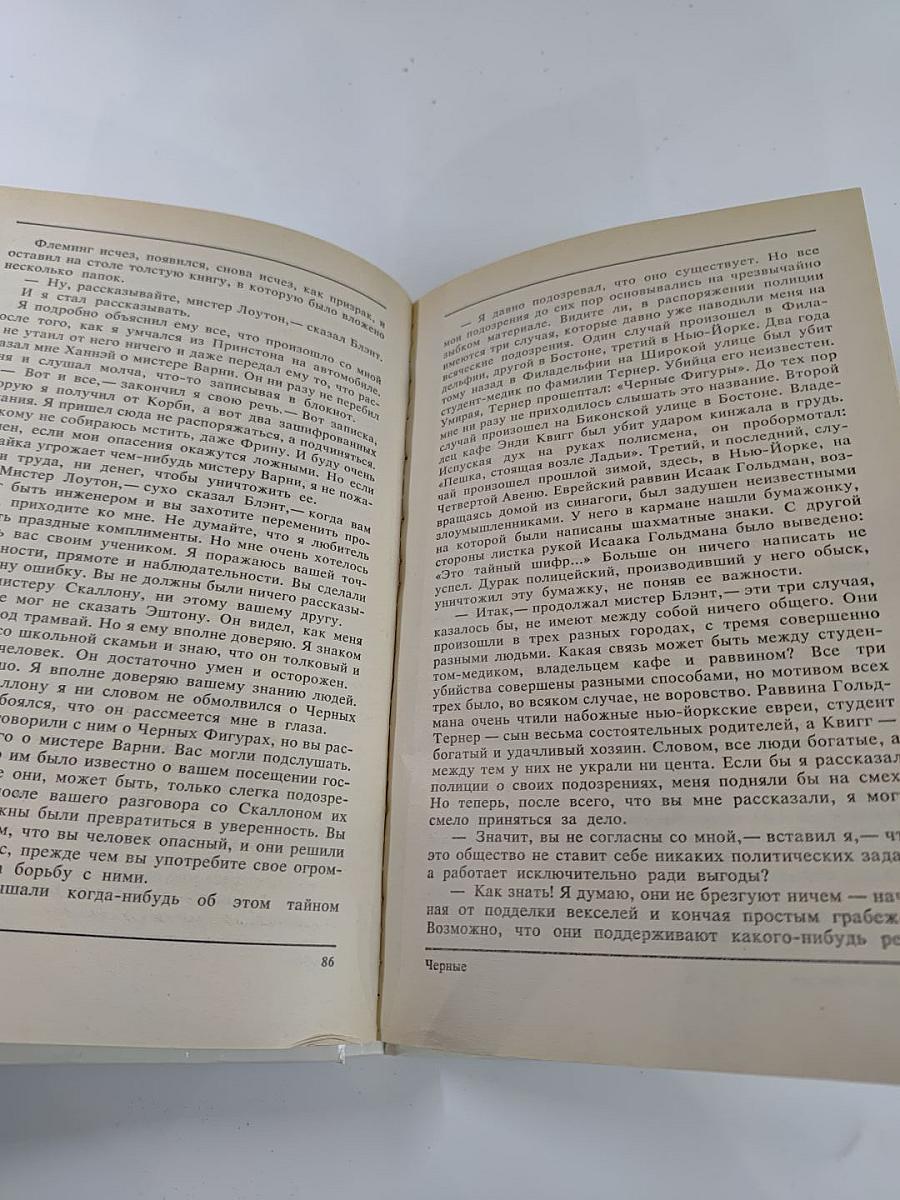 Флеминг исчез, появился, снова исчез, как призрак, и
оставил на столе толстую книгу, в которую было вложено
несколько папок.
— Ну, рассказывайте, мистер Лоутон,— сказал Блэнт.
И я стал рассказывать.
Я подробно объяснил ему все, что произошло со мной
после того, как я умчался из Принстона на автомобиле.
не утаил от него ничего и даже передал ему то, что рас-
казал мне Ханнэй о мистере Варни. Он ни разу не перебил
ня и слушал молча, что-то записывая в блокнот.
— Вот и все,— закончил я свою речь.— Вот записка,
орую я получил от Корби, а вот два зашифрованных
ания. Я пришел сюда не распоряжаться, а подчиняться.
кому не собираюсь мстить, даже Фрину. И буду очень
ен, если мои опасения окажутся ложными. Но если
айка угрожает чем-нибудь мистеру Варни, я не пожа-
и труда, ни денег, чтобы уничтожить ее.
Мистер Лоутон,— сухо сказал Блэнт,— когда вам
т быть инженером и вы захотите переменить про-
приходите ко мне. Не думайте, что я любитель
ть праздные комплименты. Но мне очень хотелось
ь вас своим учеником. Я поражаюсь вашей точ-
ности, прямоте и наблюдательности. Вы сделали
ну ошибку. Вы не должны были ничего рассказы-
мистеру Скаллону, ни этому вашему другу.
е мог не сказать Эштону. Он видел, как меня
од трамвай. Но я ему вполне доверяю. Я знаком
со школьной скамьи и знаю, что он толковый и
человек. Он достаточно умен и осторожен.
шо. Я вполне доверяю вашему знанию людей.
аллону я ни словом не обмолвился о Черных
боялся, что он рассмеется мне в глаза.
говорили с ним о Черных Фигурах, но вы рас-
го о мистере Варни. Вас могли подслушать.
о им было известно о вашем посещении гос-
е они, может быть, только слегка подозре-
после вашего разговора со Скаллоном их
жны были превратиться в уверенность. Вы
м, что вы человек опасный, и они решили
с, прежде чем вы употребите свое огром-
а борьбу с ними.
ышали когда-нибудь об этом тайном
86
— Я давно подозревал, что оно существует. Но все
мои подозрения до сих пор основывались на чрезвычайно
зыбком материале. Видите ли, в распоряжении полиции
имеются три случая, которые давно уже наводили меня на
всяческие подозрения. Один случай произошел в Фила-
дельфии, другой в Бостоне, третий в Нью-Йорке. Два года
тому назад в Филадельфии на Широкой улице был убит
студент-медик по фамилии Тернер. Убийца его неизвестен.
Умирая, Тернер прошептал: «Черные Фигуры». До тех пор
мне ни разу не приходилось слышать это название. Второй
случай произошел на Биконской улице в Бостоне. Владе-
лец кафе Энди Квигг был убит ударом кинжала в грудь.
Испуская дух на руках полисмена, он пробормотал:
«Пешка, стоящая возле Ладьи». Третий, и последний, слу-
чай произошел прошлой зимой, здесь, в Нью-Йорке, на
Четвертой Авеню. Еврейский раввин Исаак Гольдман, воз-
вращаясь домой из синагоги, был задушен неизвестными
злоумышленниками. У него в кармане нашли бумажонку,
на которой были написаны шахматные знаки. С другой
стороны листка рукой Исаака Гольдмана было выведено:
«Это тайный шифр...» Больше он ничего написать не
успел. Дурак полицейский, производивший у него обыск,
уничтожил эту бумажку, не поняв ее важности.
— Итак,— продолжал мистер Блэнт,— эти три случая,
казалось бы, не имеют между собой ничего общего. Они
произошли в трех разных городах, с тремя совершенно
разными людьми. Какая связь может быть между студен-
том-медиком, владельцем кафе и раввином? Все три
убийства совершены разными способами, но мотивом всех
трех было, во всяком случае, не воровство. Раввина Гольд-
мана очень чтили набожные нью-йоркские евреи, студент
Тернер — сын весьма состоятельных родителей, а Квигг —
богатый и удачливый хозяин. Словом, все люди богатые, а
между тем у них не украли ни цента. Если бы я рассказал
полиции о своих подозрениях, меня подняли бы на смех
Но теперь, после всего, что вы мне рассказали, я могу
смело приняться за дело.
— Значит, вы не согласны со мной,— вставил я,— чт
это общество не ставит себе никаких политических зада
а работает исключительно ради выгоды?
— Как знать! Я думаю, они не брезгуют ничем — нач
ная от подделки векселей и кончая простым грабеж
Возможно, что они поддерживают какого-нибудь ре
Черные